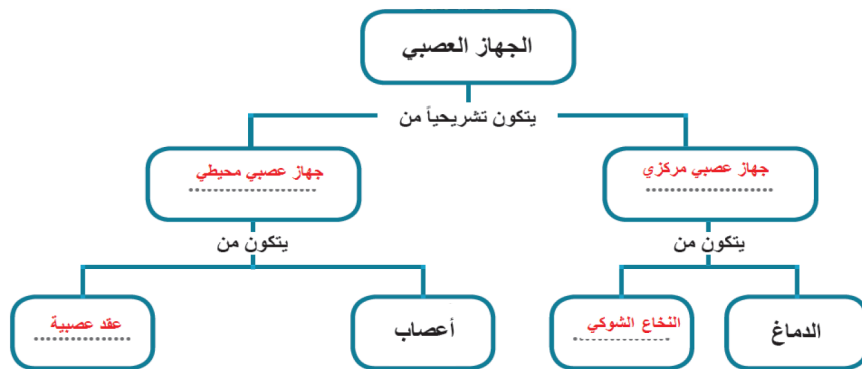 الجهاز العصبي
يتكون تشريحياً من
جهاز عصبي مركزي
جهاز عصبي محيطي
يتكون من
يتكون من
الدماغ
النخاع الشوكي
أعصاب
عقد عصبية